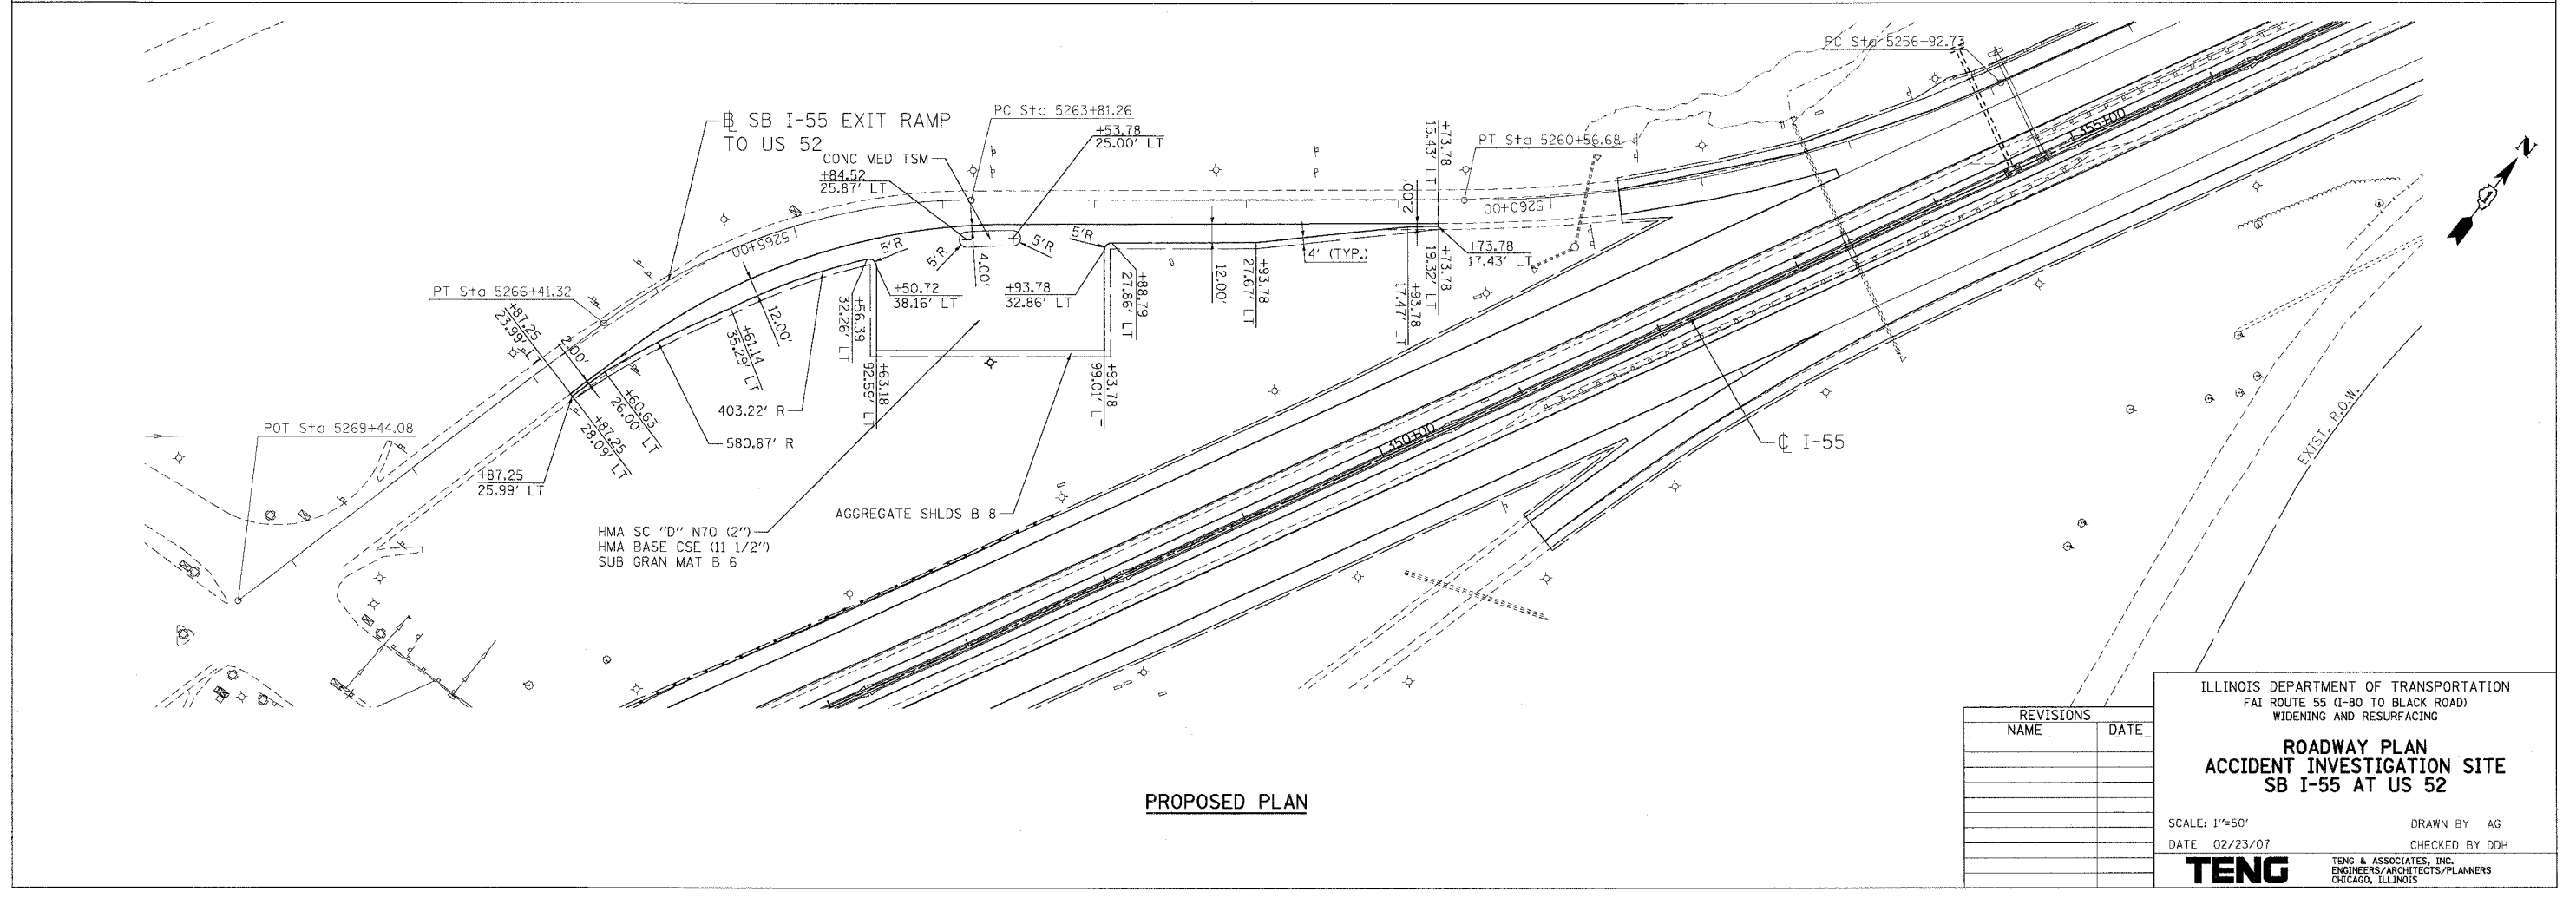 PC Sta 5256+92.73
PC Sta 5263+81.26
℄ SB I-55 EXIT RAMP
TO US 52
+53.78
25.00' LT
CONC MED TSM
+84.52
25.87' LT
+73.78
15.43' LT
PT Sta 5260+56.68
1355+00
N
2.00'
5260+00
5265+00
5'R
5'R
5'R
5'R
4.00'
4' (TYP.)
+73.78
17.43' LT
+73.78
19.32' LT
+93.78
17.47' LT
12.00'
+93.78
27.67' LT
+88.79
27.86' LT
+93.78
32.86' LT
+50.72
38.16' LT
+56.39
32.26' LT
PT Sta 5266+41.32
+87.25
23.99' LT
2.00'
12.00'
+61.14
35.29' LT
+63.18
92.59' LT
+93.78
99.01' LT
+60.63
26.00' LT
+87.25
28.09' LT
403.22' R
580.87' R
POT Sta 5269+44.08
+87.25
25.99' LT
1350+00
℄ I-55
EXIST. R.O.W.
AGGREGATE SHLDS B 8
HMA SC "D" N70 (2")
HMA BASE CSE (11 1/2")
SUB GRAN MAT B 6
PROPOSED PLAN
REVISIONS
NAME DATE
ILLINOIS DEPARTMENT OF TRANSPORTATION
FAI ROUTE 55 (I-80 TO BLACK ROAD)
WIDENING AND RESURFACING
ROADWAY PLAN
ACCIDENT INVESTIGATION SITE
SB I-55 AT US 52
SCALE: 1"=50' DRAWN BY AG
DATE 02/23/07 CHECKED BY DDH
TENG
TENG & ASSOCIATES, INC.
ENGINEERS/ARCHITECTS/PLANNERS
CHICAGO, ILLINOIS